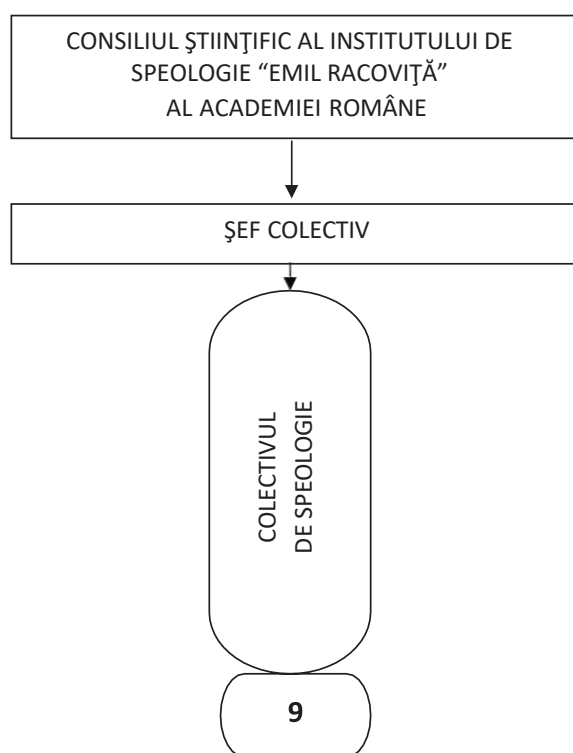 CONSILIUL ŞTIINŢIFIC AL INSTITUTULUI DE
SPEOLOGIE “EMIL RACOVIŢĂ”
AL ACADEMIEI ROMÂNE
ŞEF COLECTIV
COLECTIVUL
DE SPEOLOGIE
9